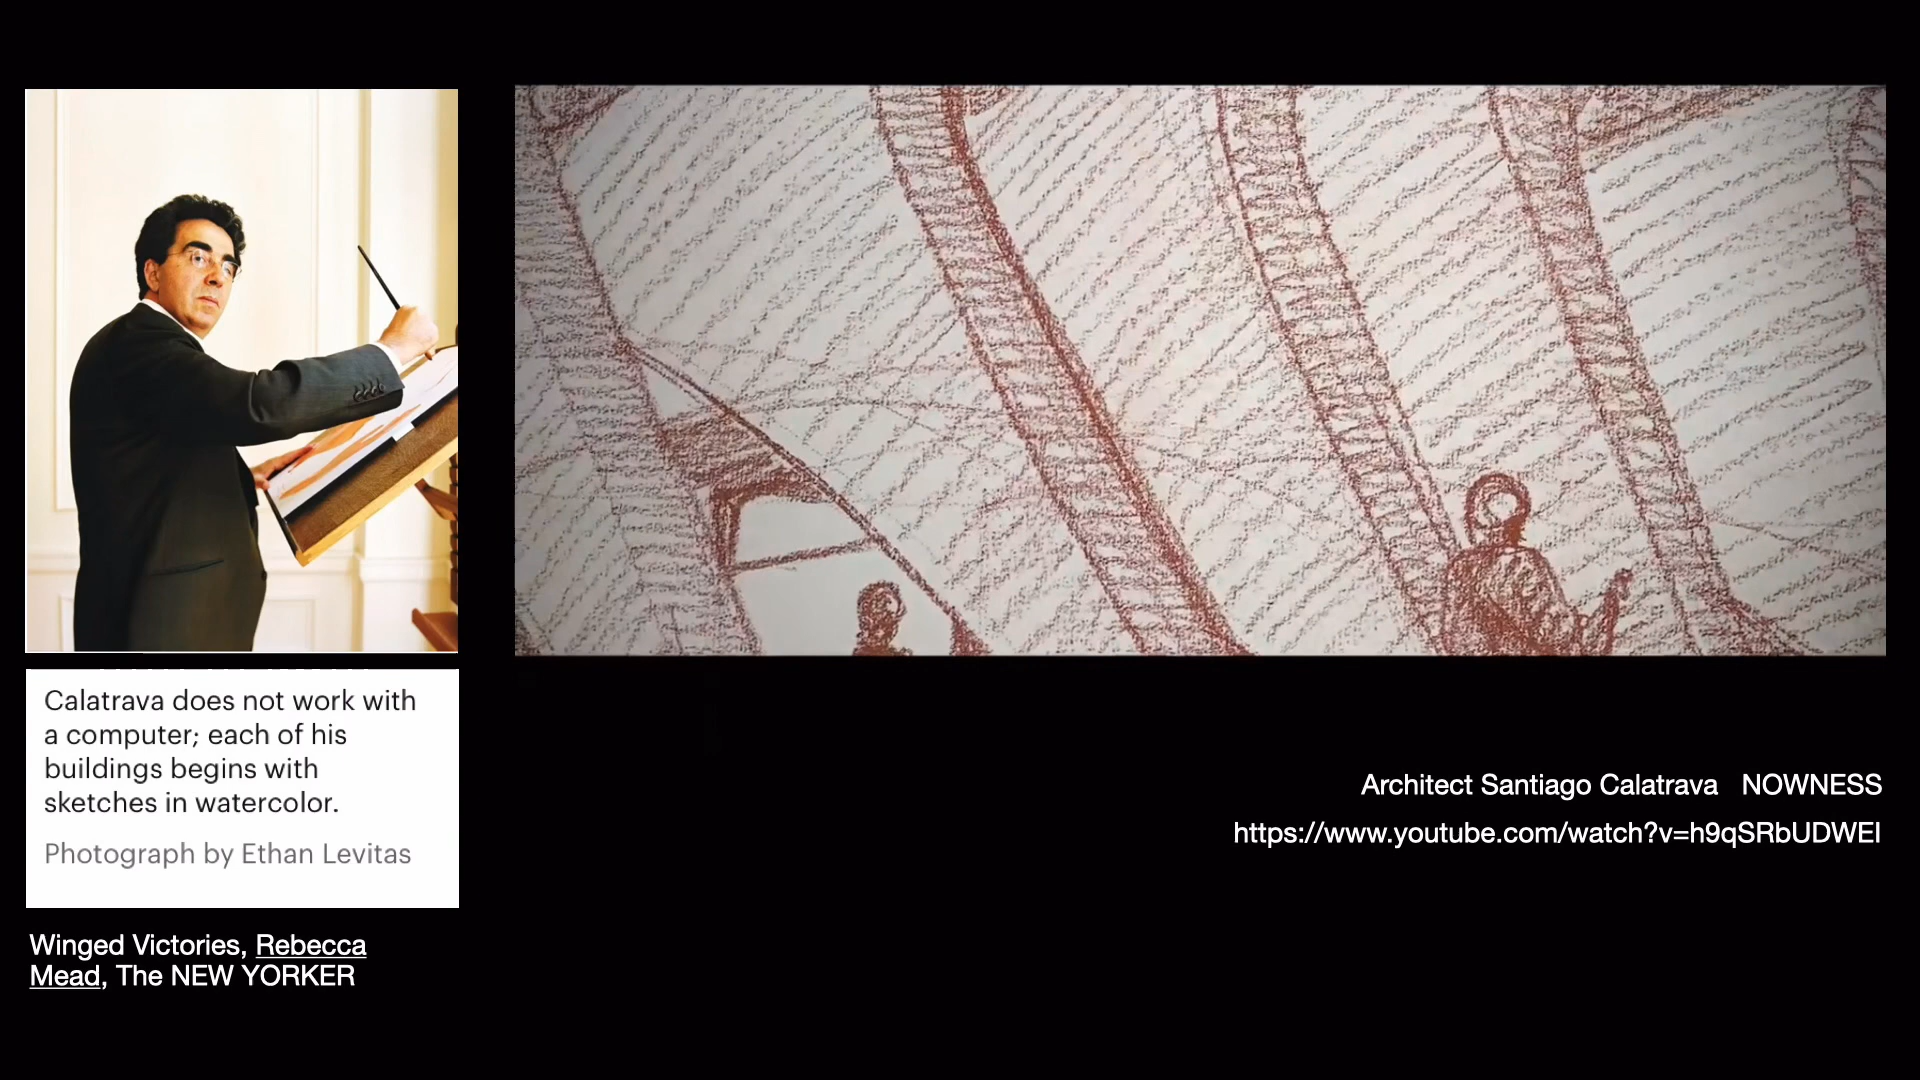 Calatrava does not work with
a computer; each of his
buildings begins with
sketches in watercolor.
Photograph by Ethan Levitas
Winged Victories, Rebecca
Mead, The NEW YORKER
Architect Santiago Calatrava NOWNESS
https://www.youtube.com/watch?v=h9qSRbUDWEI